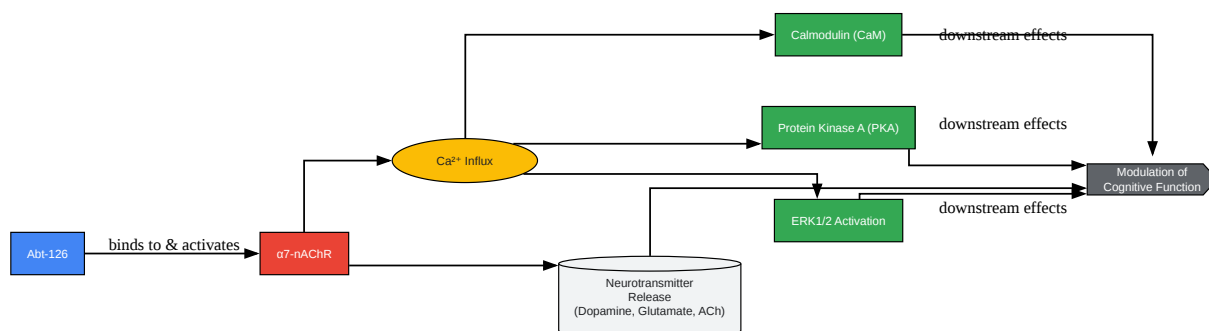 Calmodulin (CaM)
downstream effects
Protein Kinase A (PKA)
downstream effects
Ca²⁺ Influx
Modulation of
Cognitive Function
ERK1/2 Activation
downstream effects
Abt-126
binds to & activates
α7-nAChR
Neurotransmitter
Release
(Dopamine, Glutamate, ACh)